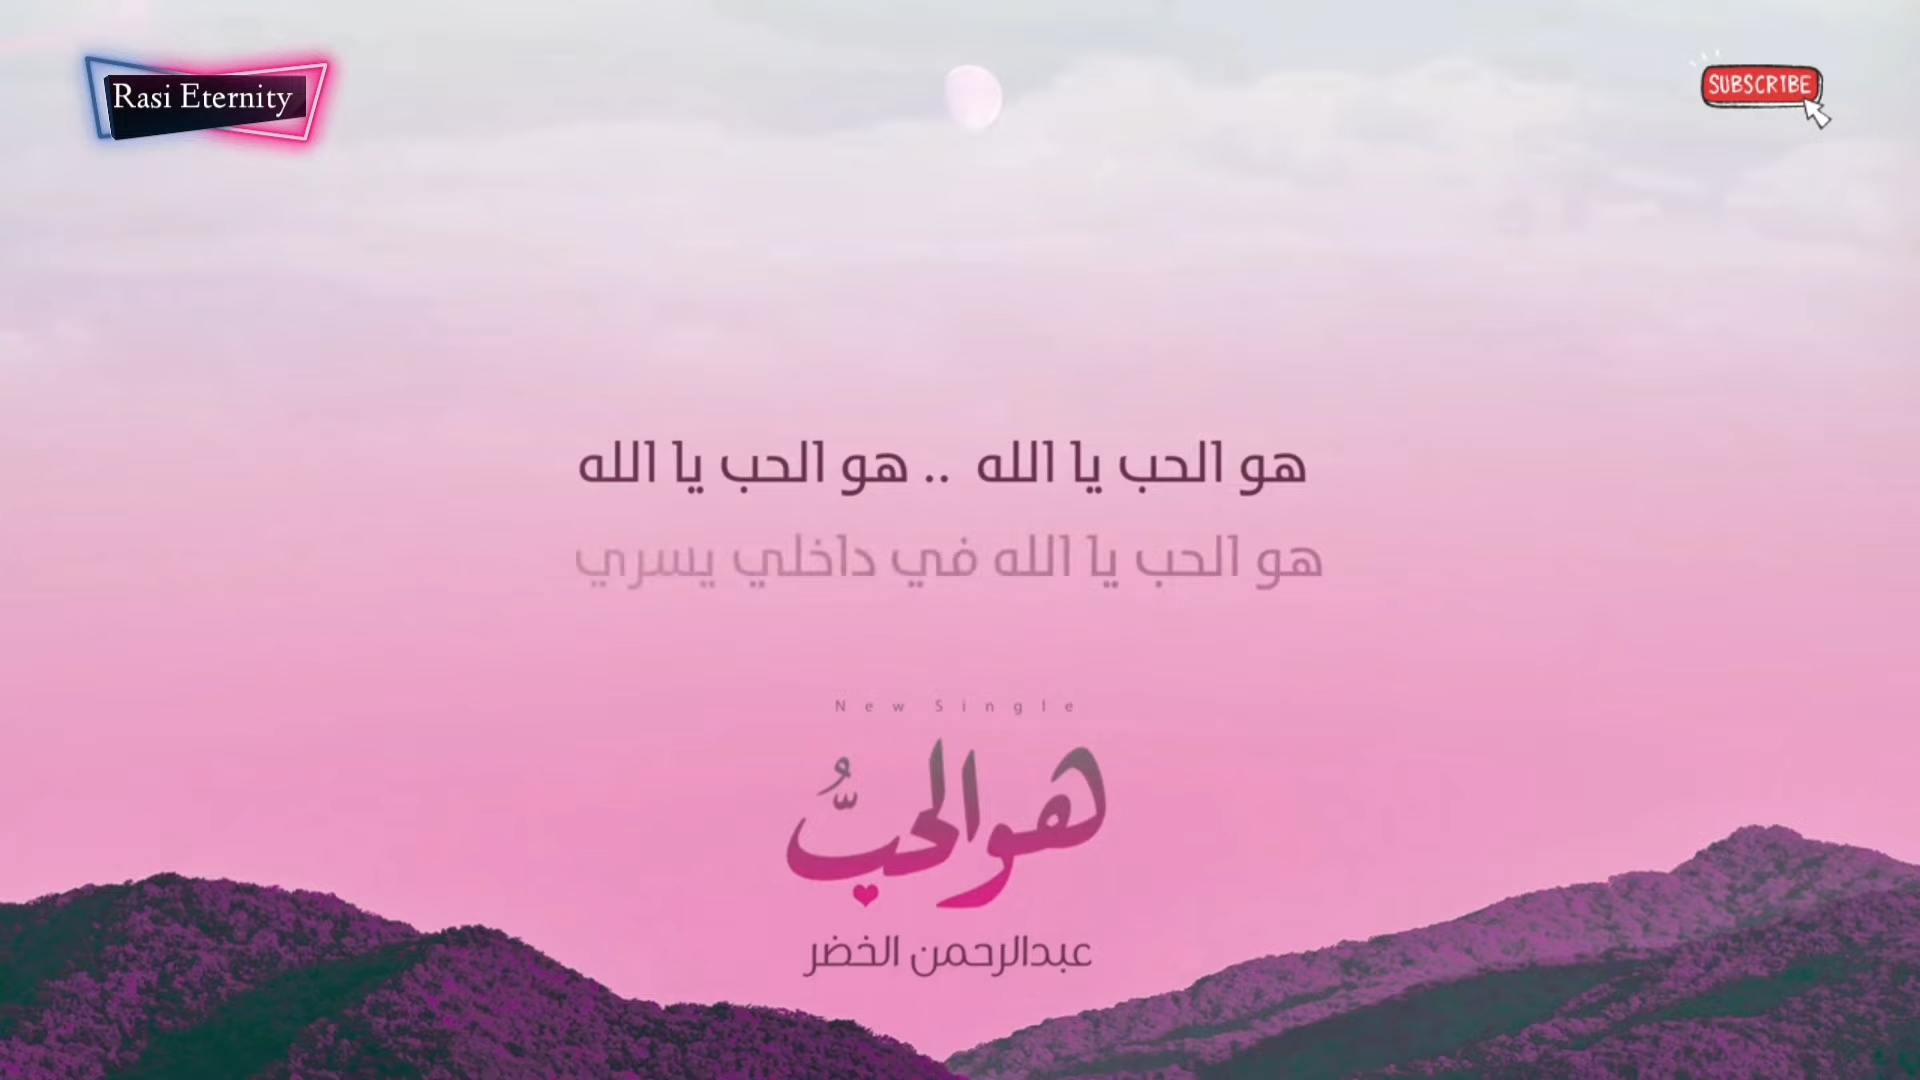 Rasi Eternity
SUBSCRIBE
هو الحب يا الله .. هو الحب يا الله
هو الحب يا الله في داخلي يسري
New Single
هو الحبُّ
عبدالرحمن الخضر